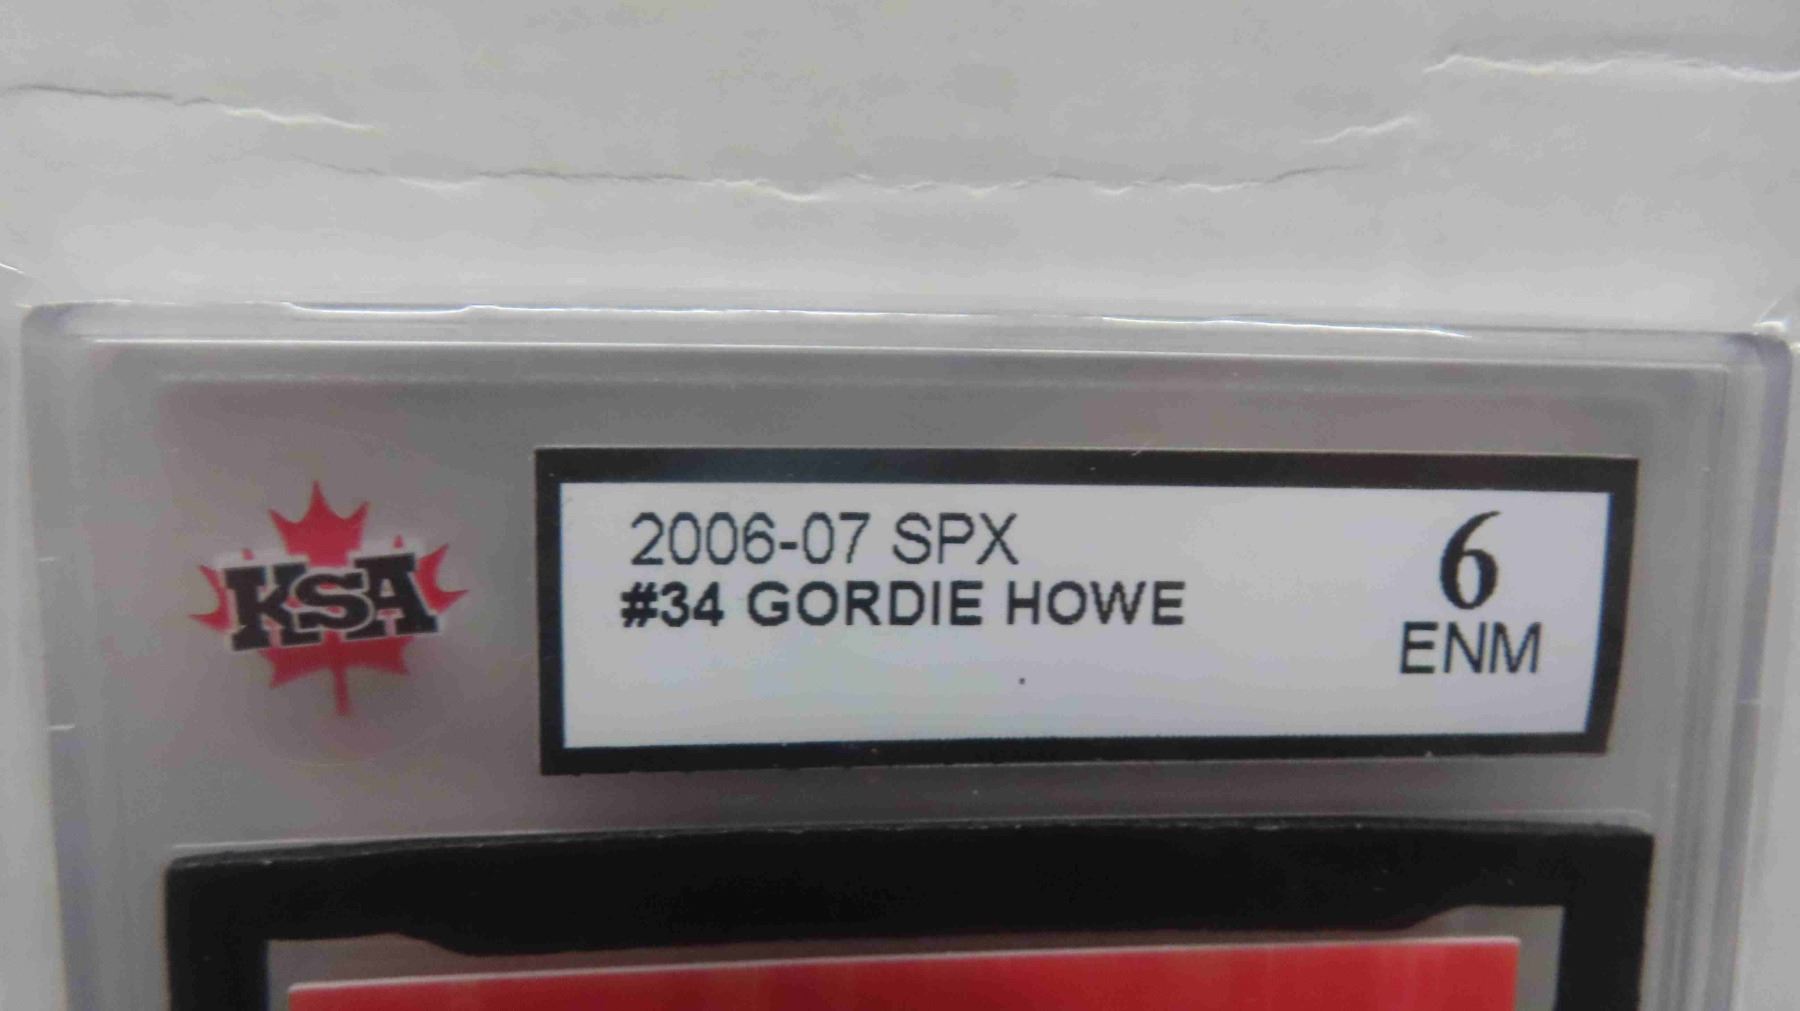 KSA
2006-07 SPX
#34 GORDIE HOWE
6
ENM